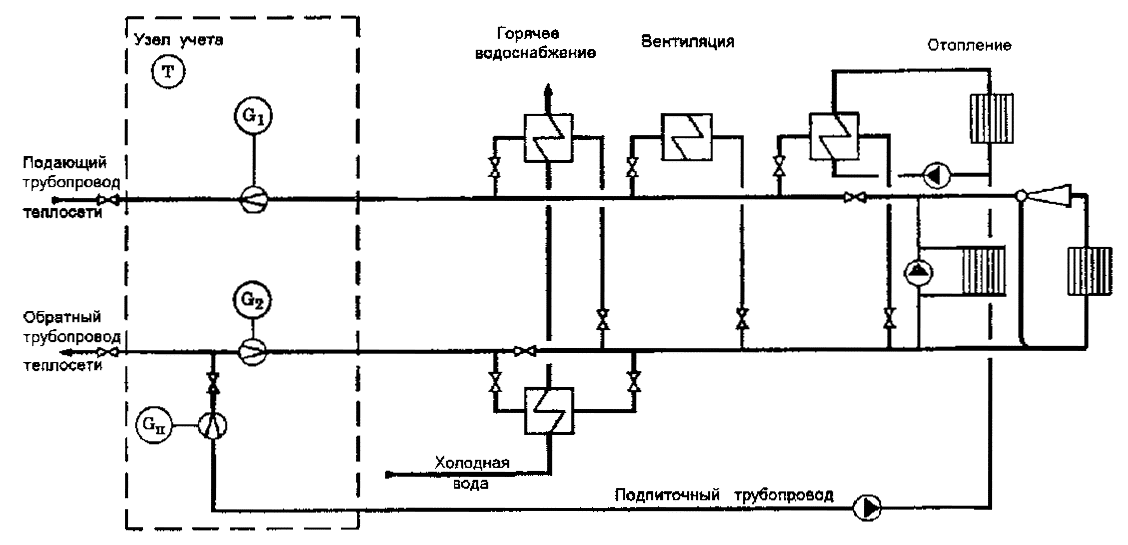 Узел учета
T
G1
Горячее
водоснабжение
Вентиляция
Отопление
Подающий
трубопровод
теплосети
G2
Обратный
трубопровод
теплосети
Gп
Холодная
вода
Подпиточный трубопровод